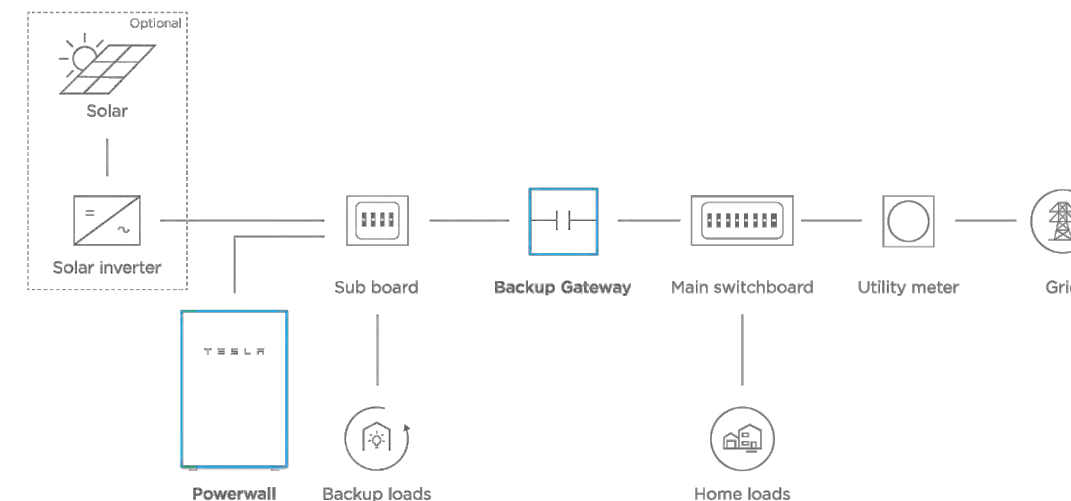 Optional
Solar
Solar inverter
Sub board
Backup Gateway
Main switchboard
Utility meter
TESLA
Powerwall
Backup loads
Home loads